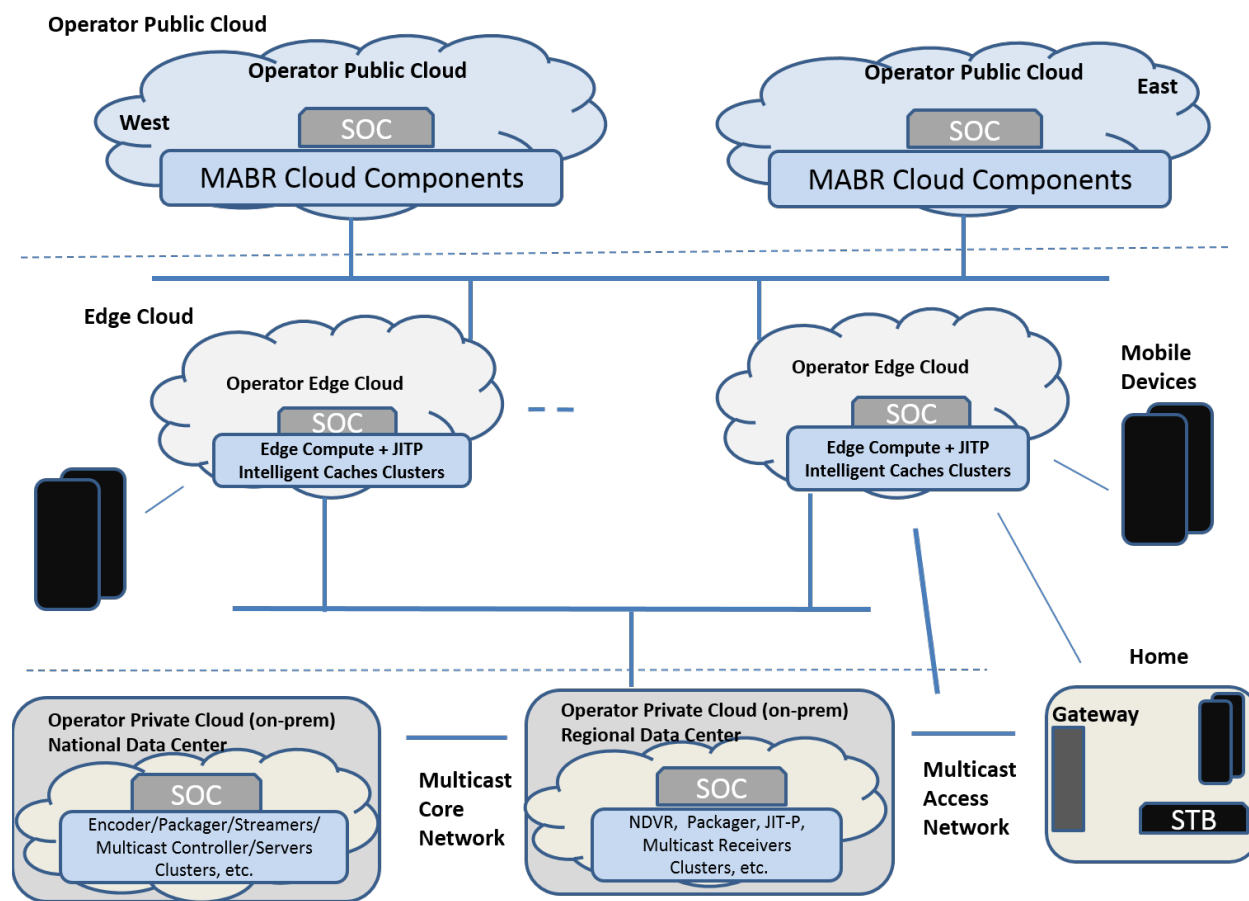 Operator Public Cloud
Operator Public Cloud
West
SOC
MABR Cloud Components
Operator Public Cloud
East
SOC
MABR Cloud Components
Edge Cloud
Operator Edge Cloud
SOC
Edge Compute + JITP
Intelligent Caches Clusters
Operator Edge Cloud
SOC
Edge Compute + JITP
Intelligent Caches Clusters
Mobile
Devices
Operator Private Cloud (on-prem)
National Data Center
SOC
Encoder/Packager/Streamers/
Multicast Controller/Servers
Clusters, etc.
Multicast
Core
Network
Operator Private Cloud (on-prem)
Regional Data Center
SOC
NDVR, Packager, JIT-P,
Multicast Receivers
Clusters, etc.
Multicast
Access
Network
Home
Gateway
STB